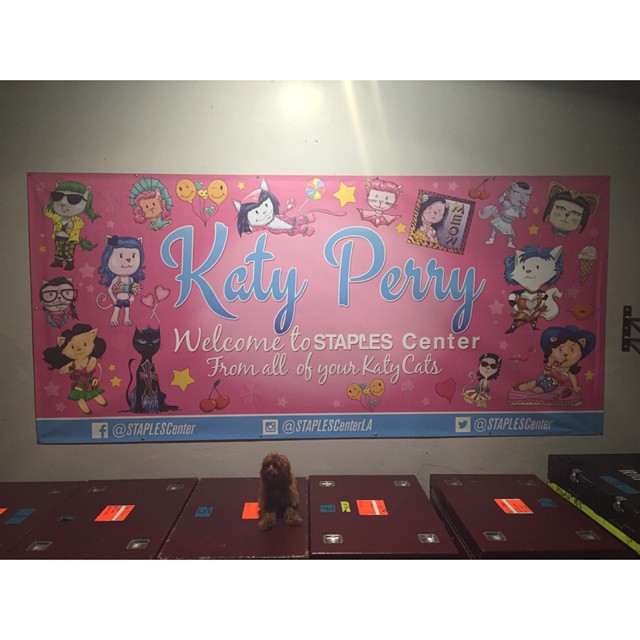 Katy Perry
Welcome to STAPLES Center
From all of your KatyCats
@STAPLESCenter
@STAPLESCenterLA
@STAPLESCenter